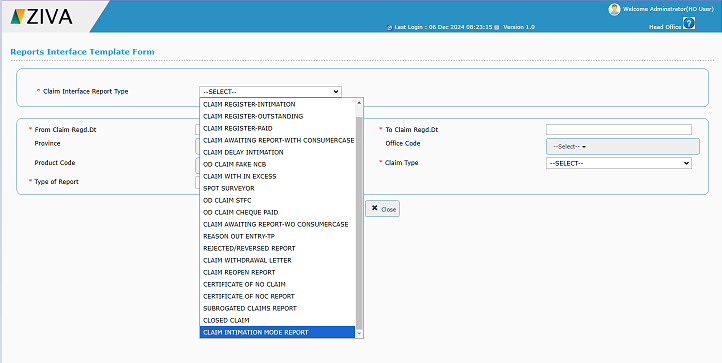 ZIVA
Welcome Adminstrator(HO User)
Last Login : 06 Dec 2024 08:23:15 Version 1.0
Head Office ?
Reports Interface Template Form
* Claim Interface Report Type
--SELECT--
CLAIM REGISTER-INTIMATION
CLAIM REGISTER-OUTSTANDING
CLAIM REGISTER-PAID
CLAIM AWAITING REPORT-WITH CONSUMERCASE
CLAIM DELAY INTIMATION
OD CLAIM FAKE NCB
CLAIM WITH IN EXCESS
SPOT SURVEYOR
OD CLAIM STFC
OD CLAIM CHEQUE PAID
CLAIM AWAITING REPORT-WO CONSUMERCASE
REASON OUT ENTRY-TP
REJECTED/REVERSED REPORT
CLAIM WITHDRAWAL LETTER
CLAIM REOPEN REPORT
CERTIFICATE OF NO CLAIM
CERTIFICATE OF NOC REPORT
SUBROGATED CLAIMS REPORT
CLOSED CLAIM
CLAIM INTIMATION MODE REPORT
* From Claim Regd.Dt
* To Claim Regd.Dt
Province
Office Code
--Select--
Product Code
* Claim Type
--SELECT--
* Type of Report
Close